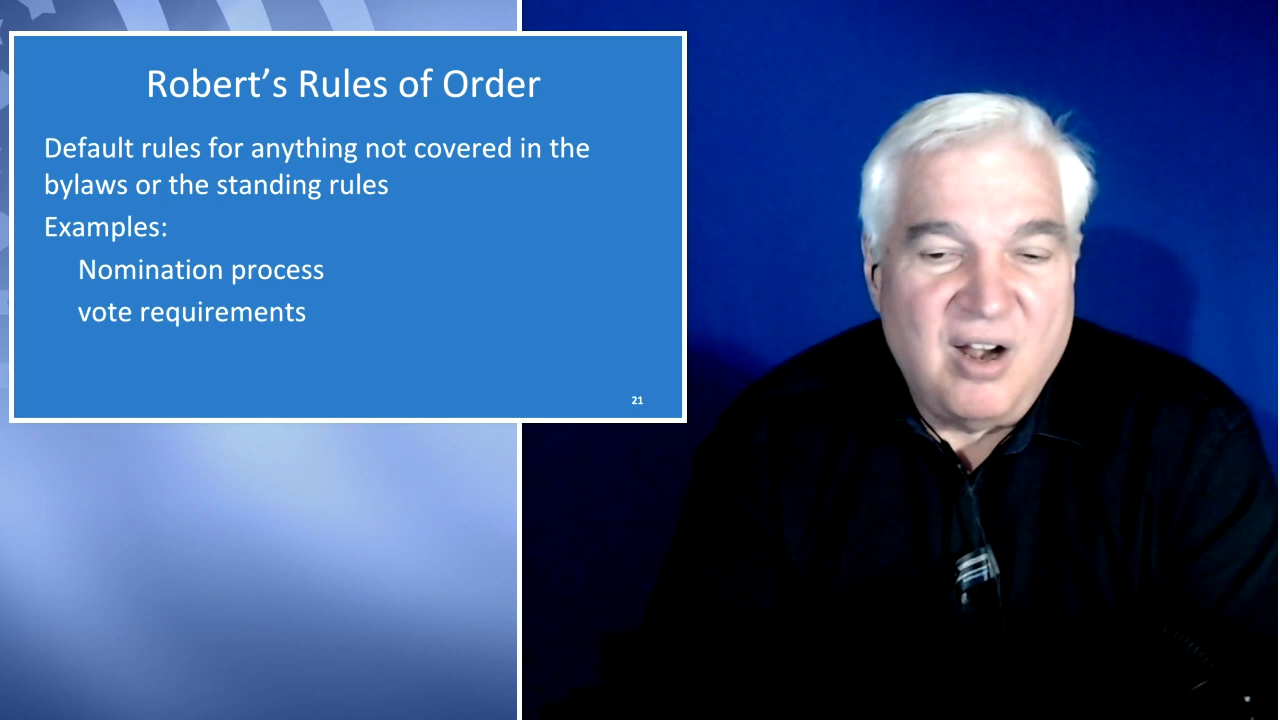 Robert’s Rules of Order
Default rules for anything not covered in the
bylaws or the standing rules
Examples:
Nomination process
vote requirements
21